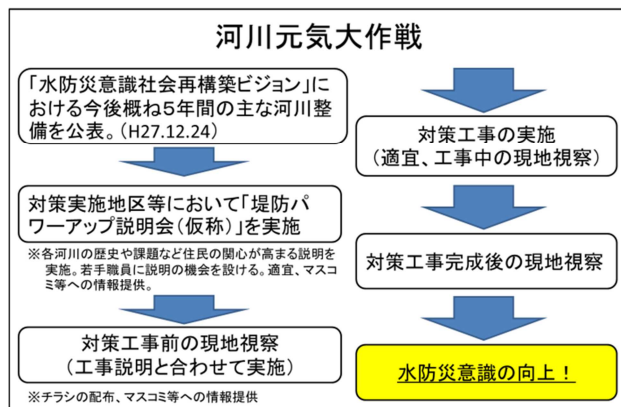 河川元気大作戦
「水防災意識社会再構築ビジョン」に
おける今後概ね5年間の主な河川整
備を公表。(H27.12.24)
対策実施地区等において「堤防パ
ワーアップ説明会(仮称)」を実施
※各河川の歴史や課題など住民の関心が高まる説明を
実施。若手職員に説明の機会を設ける。適宜、マスコ
ミ等への情報提供。
対策工事前の現地視察
(工事説明と合わせて実施)
※チラシの配布、マスコミ等への情報提供
対策工事の実施
(適宜、工事中の現地視察)
対策工事完成後の現地視察
水防災意識の向上!